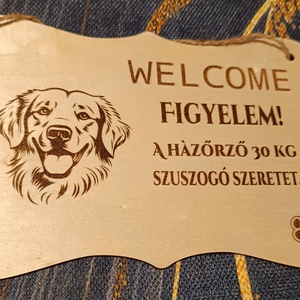 WELCOME
FIGYELEM!
A HÀZŐRZŐ 30 KG
SZUSZOGÓ SZERETET